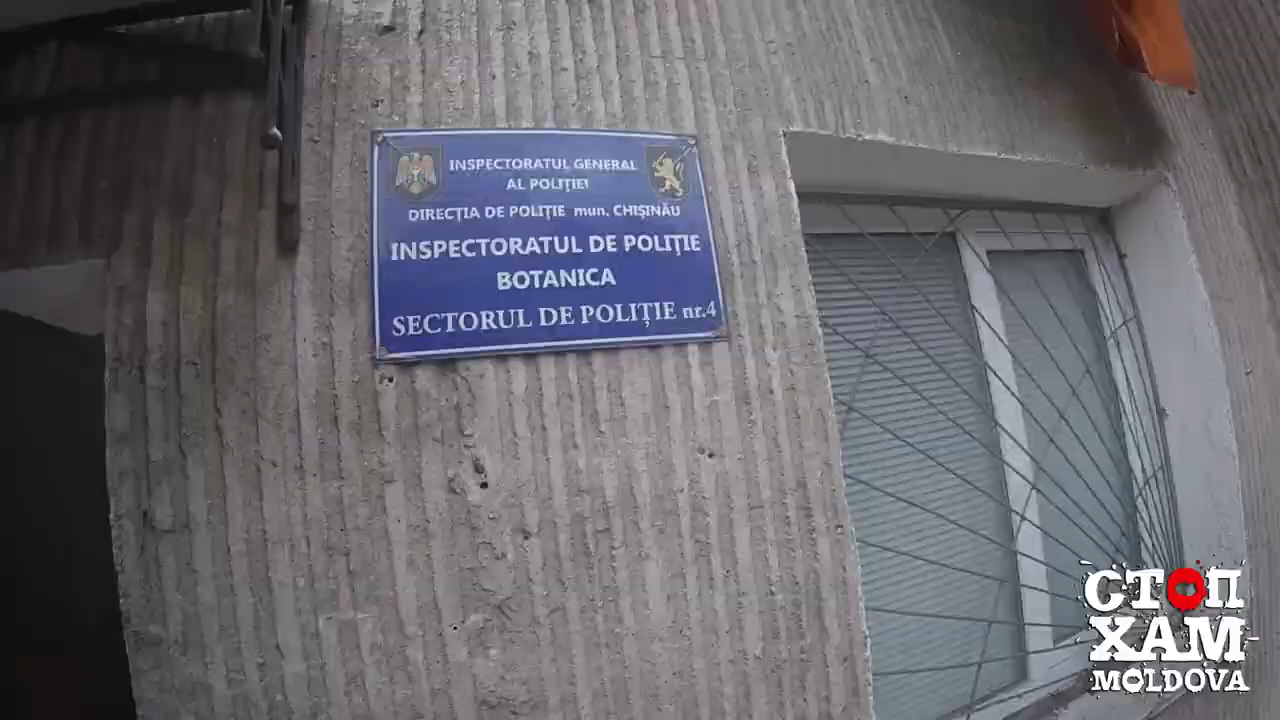 INSPECTORATUL GENERAL
AL POLIȚIEI
DIRECȚIA DE POLIȚIE mun. CHIȘINĂU
INSPECTORATUL DE POLIȚIE
BOTANICA
SECTORUL DE POLIȚIE nr.4
СТОП
ХАМ
MOLDOVA